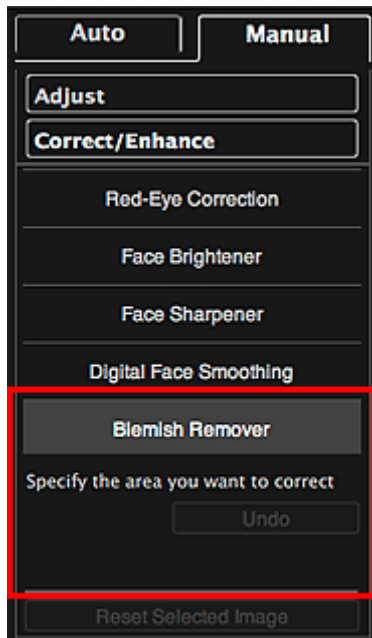 Auto
Manual
Adjust
Correct/Enhance
Red-Eye Correction
Face Brightener
Face Sharpener
Digital Face Smoothing
Blemish Remover
Specify the area you want to correct
Undo
Reset Selected Image